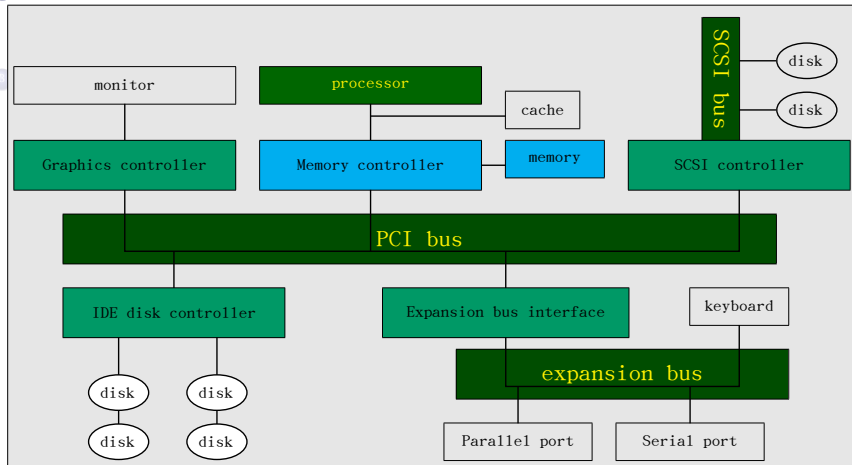 SCSI bus
disk
monitor
processor
cache
disk
Graphics controller
Memory controller
memory
SCSI controller
PCI bus
IDE disk controller
Expansion bus interface
keyboard
expansion bus
disk
disk
disk
disk
Parallel port
Serial port